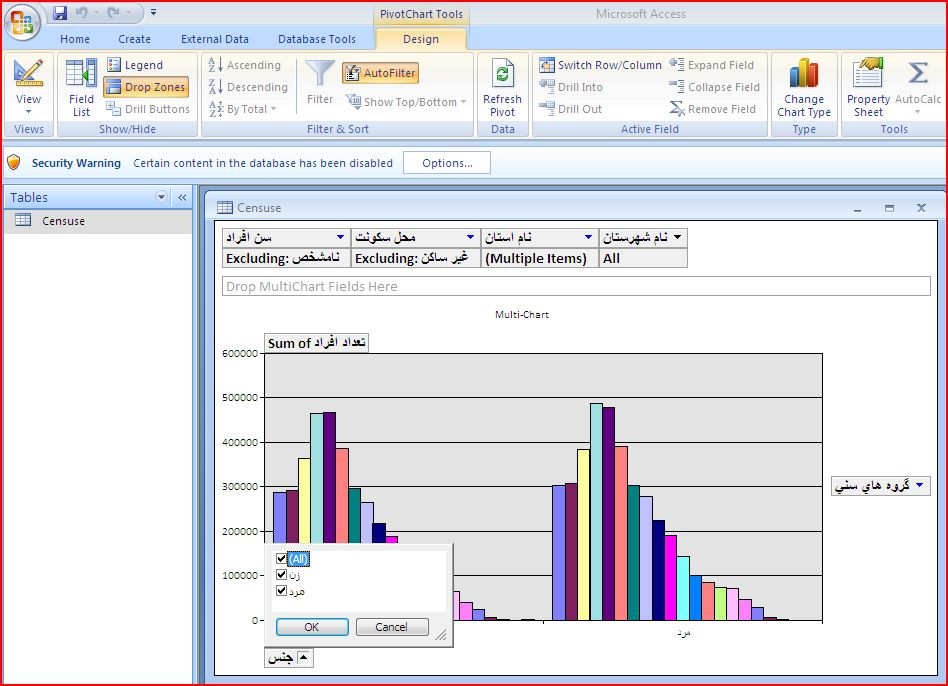 PivotChart Tools
Microsoft Access
Home Create External Data Database Tools Design
View
Views
Field List
Legend
Drop Zones
Drill Buttons
Show/Hide
Ascending
Descending
By Total
Filter
AutoFilter
Show Top/Bottom
Filter & Sort
Refresh Pivot
Data
Switch Row/Column
Drill Into
Drill Out
Expand Field
Collapse Field
Remove Field
Active Field
Change Chart Type
Type
Property Sheet
AutoCalc
Tools
Security Warning Certain content in the database has been disabled Options...
Tables
Censuse
Censuse
سن افراد محل سكونت نام استان نام شهرستان
Excluding: نامشخص Excluding: غير ساكن (Multiple Items) All
Drop MultiChart Fields Here
Multi-Chart
Sum of تعداد افراد
600000
500000
400000
300000
گروه هاي سني
200000
100000
0
(All)
زن
مرد
OK Cancel
مرد
جنس